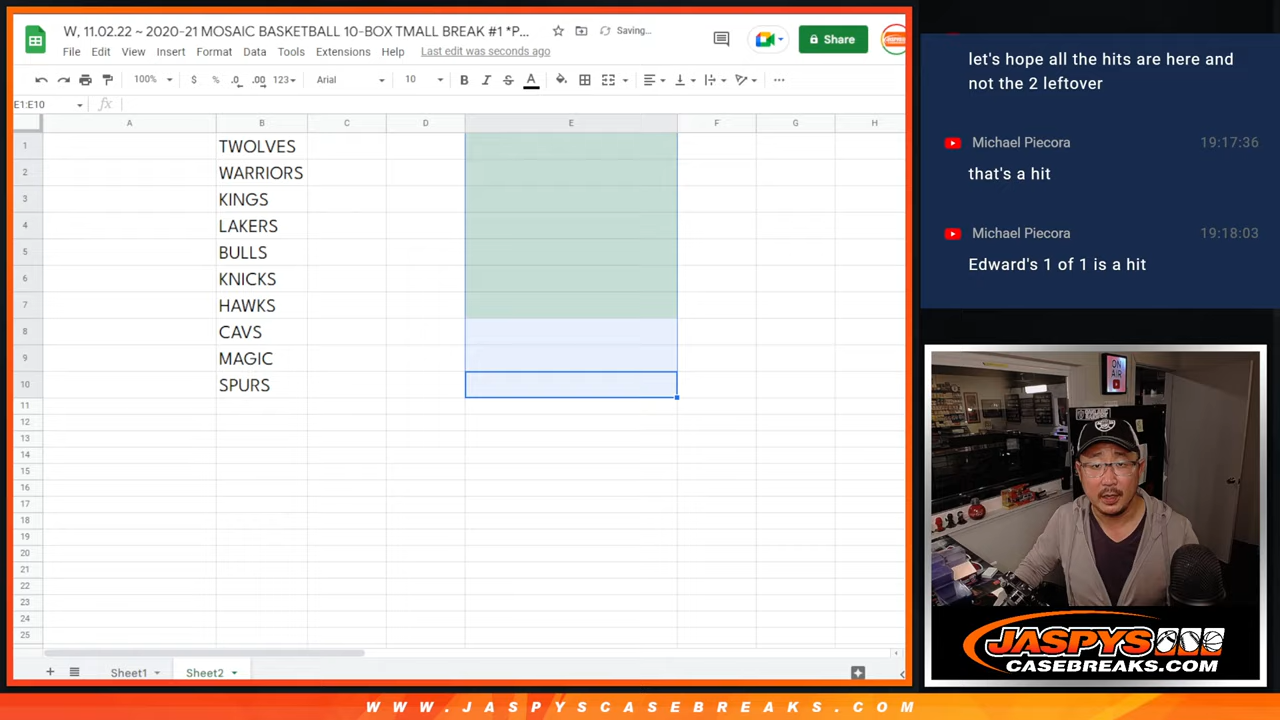 W, 11.02.22 ~ 2020-21 MOSAIC BASKETBALL 10-BOX TMALL BREAK #1 *P...
Saving...
Share
File Edit View Insert Format Data Tools Extensions Help Last edit was seconds ago
100% $ % .0 .00 123 Arial 10 B I S A
E1:E10 fx
A B C D E F G H
1 TWOLVES
2 WARRIORS
3 KINGS
4 LAKERS
5 BULLS
6 KNICKS
7 HAWKS
8 CAVS
9 MAGIC
10 SPURS
11
12
13
14
15
16
17
18
19
20
21
22
23
24
25
Sheet1 Sheet2
let's hope all the hits are here and
not the 2 leftover
Michael Piecora 19:17:36
that's a hit
Michael Piecora 19:18:03
Edward's 1 of 1 is a hit
ON
AIR
JASPYS
CASEBREAKS.COM
WWW.JASPYSCASEBREAKS.COM